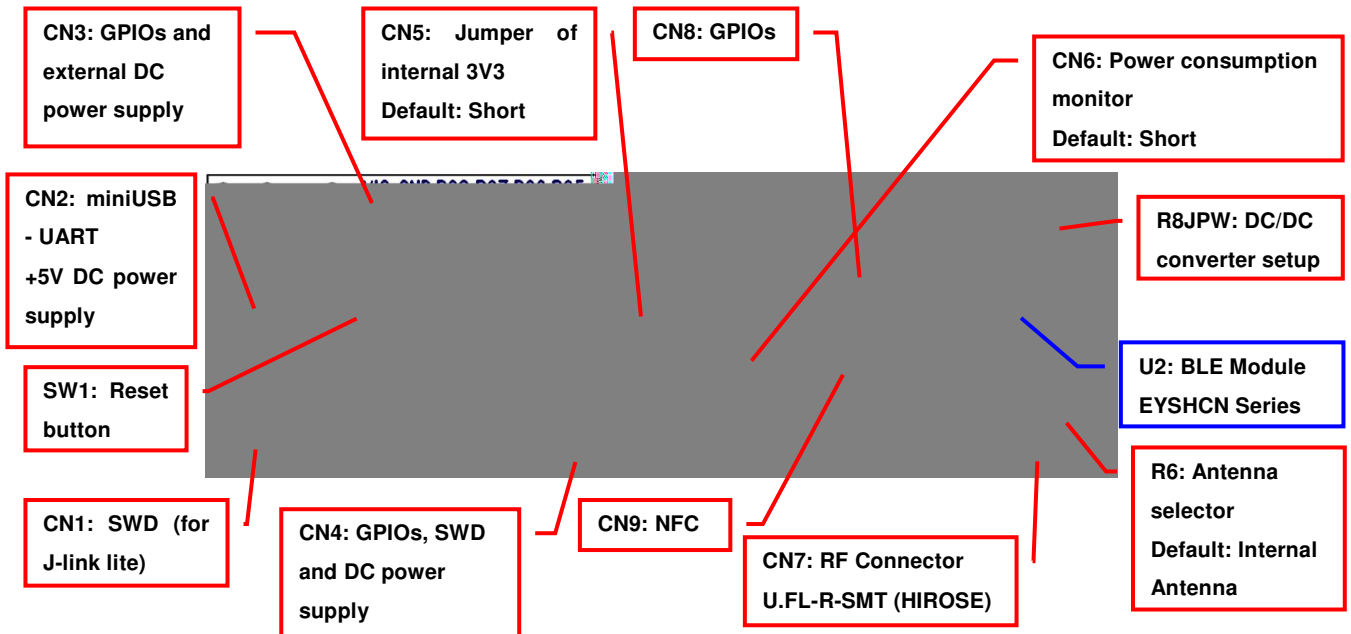 CN3: GPIOs and
external DC
power supply
CN5: Jumper of
internal 3V3
Default: Short
CN8: GPIOs
CN6: Power consumption
monitor
Default: Short
CN2: miniUSB
- UART
+5V DC power
supply
R8JPW: DC/DC
converter setup
SW1: Reset
button
U2: BLE Module
EYSHCN Series
CN1: SWD (for
J-link lite)
CN4: GPIOs, SWD
and DC power
supply
CN9: NFC
CN7: RF Connector
U.FL-R-SMT (HIROSE)
R6: Antenna
selector
Default: Internal
Antenna